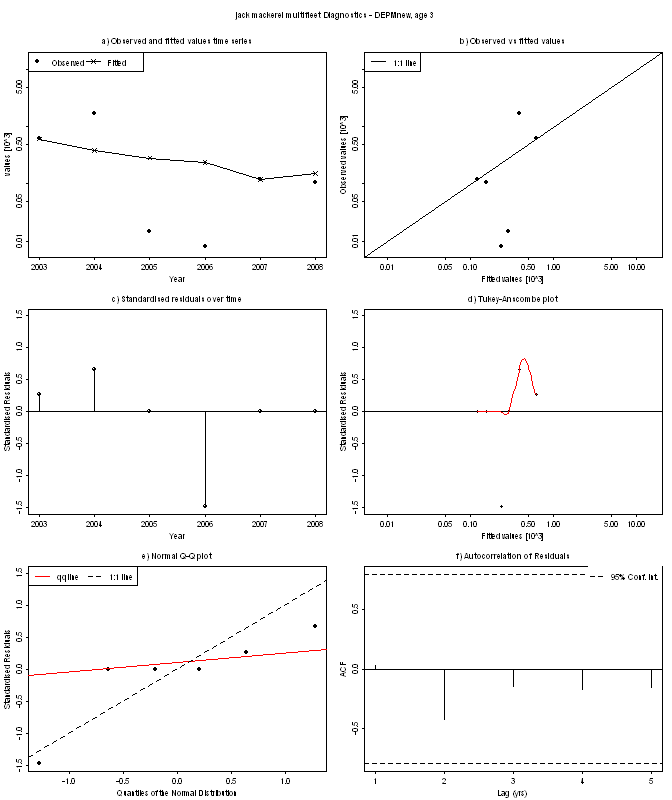 jack mackerel multifleet Diagnostics - DEPMnew, age 3
a) Observed and fitted values time series
Observed Fitted
values [10^3]
5.00
0.50
0.05
0.01
2003 2004 2005 2006 2007 2008
Year
b) Observed vs fitted values
1:1 line
Observed values [10^3]
5.00
0.50
0.05
0.01
0.01 0.05 0.10 0.50 1.00 5.00 10.00
Fitted values [10^3]
c) Standardised residuals over time
Standardised Residuals
1.5
1.0
0.5
0.0
-0.5
-1.0
-1.5
2003 2004 2005 2006 2007 2008
Year
d) Tukey-Anscombe plot
Standardised Residuals
1.5
1.0
0.5
0.0
-0.5
-1.0
-1.5
0.01 0.05 0.10 0.50 1.00 5.00 10.00
Fitted values [10^3]
e) Normal Q-Q plot
qq line 1:1 line
Standardised Residuals
1.5
1.0
0.5
0.0
-0.5
-1.0
-1.5
-1.0 -0.5 0.0 0.5 1.0
Quantiles of the Normal Distribution
f) Autocorrelation of Residuals
95% Conf. Int.
ACF
0.5
0.0
-0.5
1 2 3 4 5
Lag (yrs)